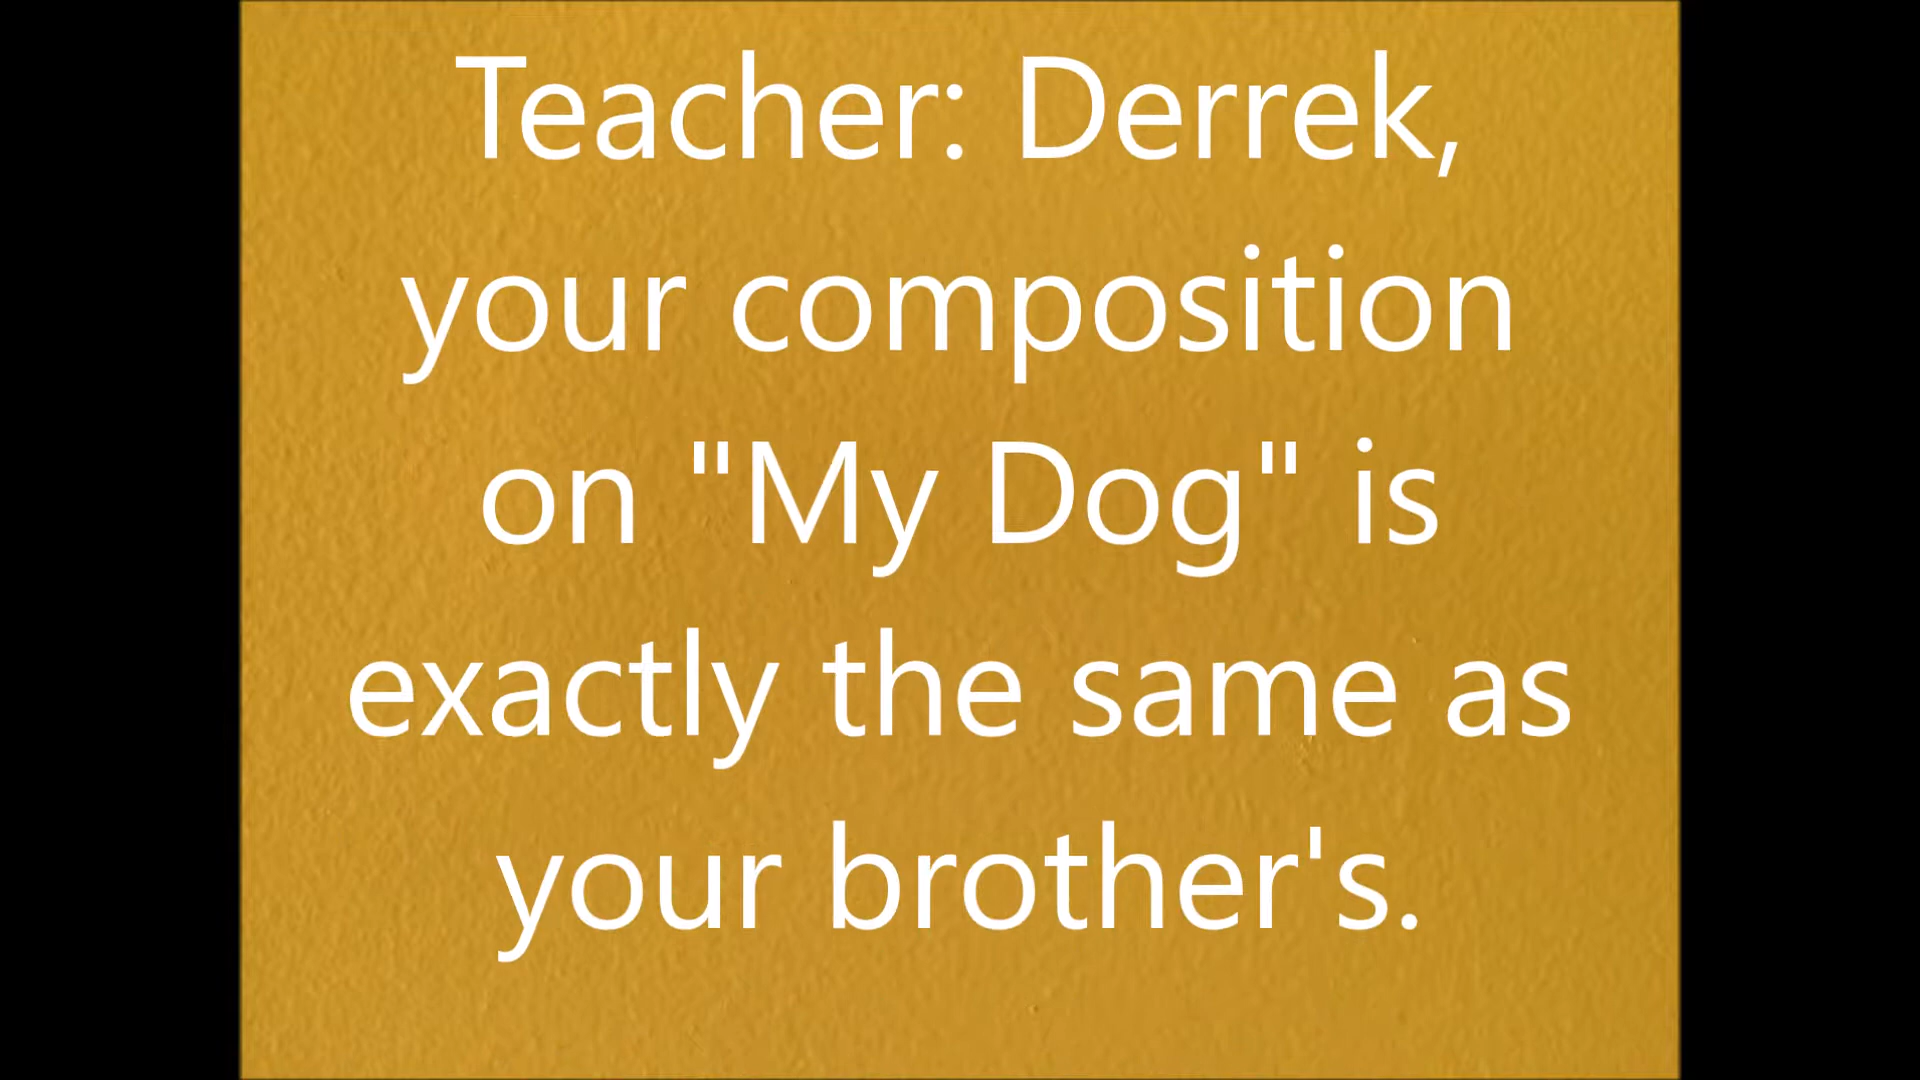 Teacher: Derrek,
your composition
on "My Dog" is
exactly the same as
your brother's.